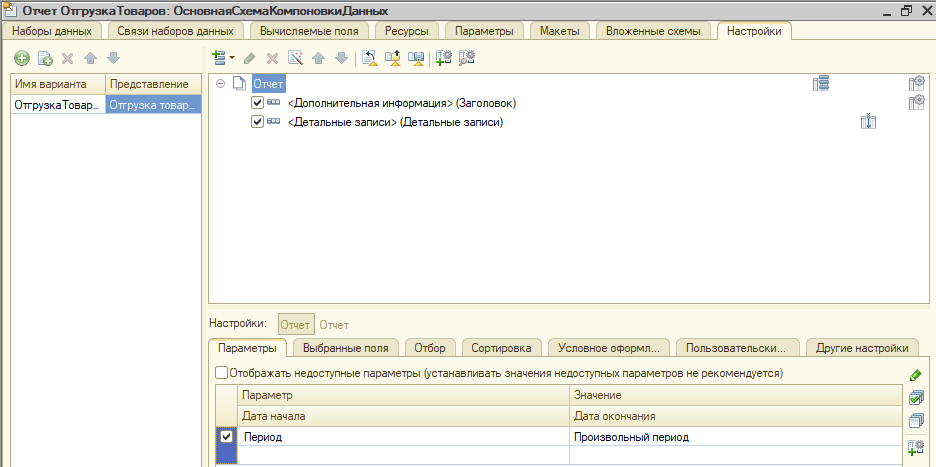 Отчет ОтгрузкаТоваров: ОсновнаяСхемаКомпоновкиДанных
Наборы данных Связи наборов данных Вычисляемые поля Ресурсы Параметры Макеты Вложенные схемы Настройки
Имя варианта Представление
ОтгрузкаТовар... Отгрузка товар...
Отчет
<Дополнительная информация> (Заголовок)
<Детальные записи> (Детальные записи)
Настройки: Отчет Отчет
Параметры Выбранные поля Отбор Сортировка Условное оформл... Пользовательски... Другие настройки
Отображать недоступные параметры (устанавливать значения недоступных параметров не рекомендуется)
Параметр Значение
Дата начала Дата окончания
Период Произвольный период